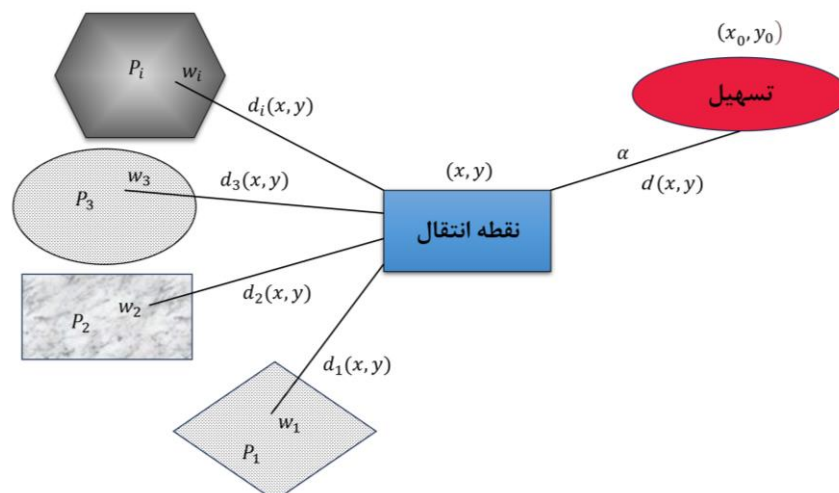 (x₀, y₀)
تسهیل
α
d(x, y)
(x, y)
نقطه انتقال
Pᵢ
wᵢ
dᵢ(x, y)
w₃
P₃
d₃(x, y)
w₂
P₂
d₂(x, y)
d₁(x, y)
w₁
P₁